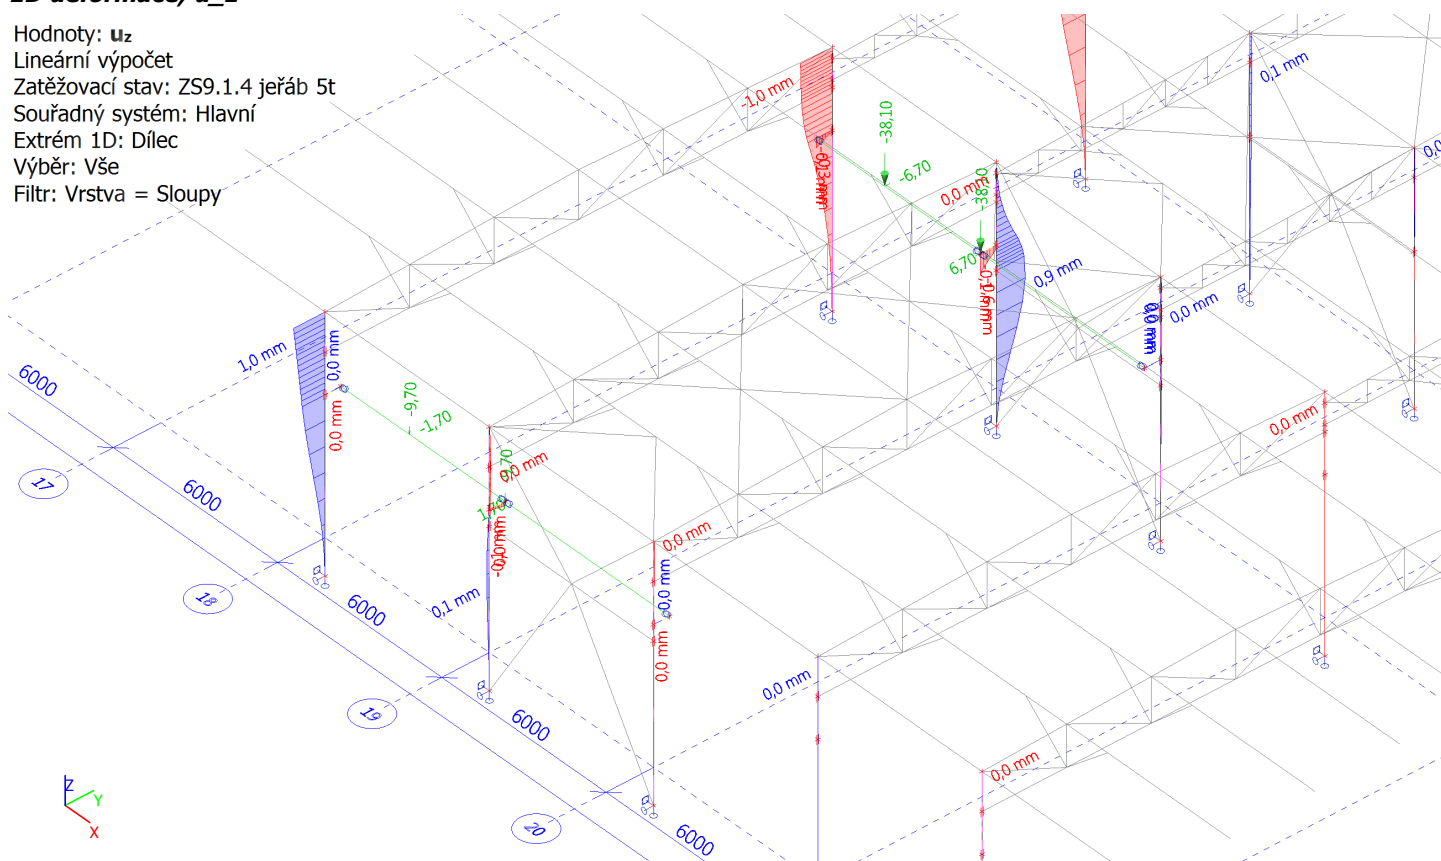 Hodnoty: uz
Lineární výpočet
Zatěžovací stav: ZS9.1.4 jeřáb 5t
Souřadný systém: Hlavní
Extrém 1D: Dílec
Výběr: Vše
Filtr: Vrstva = Sloupy
-1,0 mm
-38,10
-6,70
0,0 mm
0,1 mm
6,70
0,9 mm
0,0 mm
1,0 mm
0,0 mm
0,0 mm
-9,70
-1,70
0,0 mm
1,70
0,1 mm
0,0 mm
0,0 mm
0,0 mm
0,0 mm
0,0 mm
0,0 mm
6000
6000
6000
6000
6000
17
18
19
20
Z
Y
X